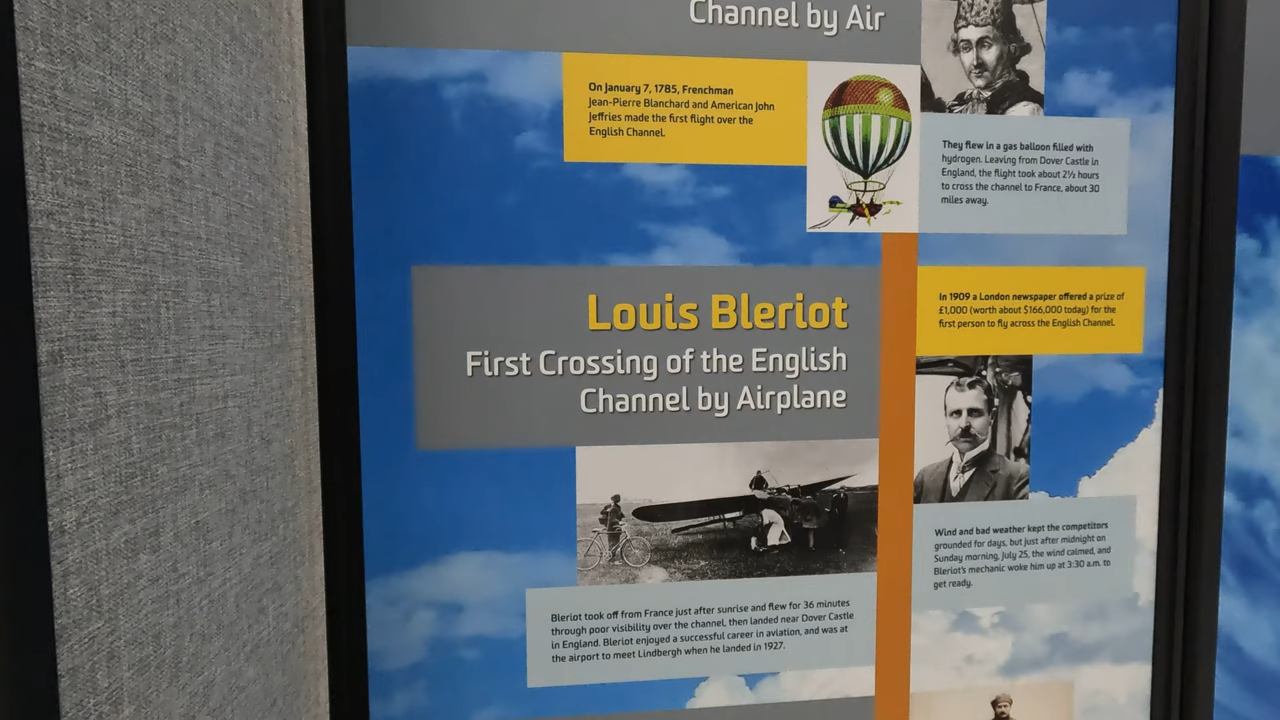 Channel by Air
On January 7, 1785, Frenchman
Jean-Pierre Blanchard and American John
Jeffries made the first flight over the
English Channel.
They flew in a gas balloon filled with
hydrogen. Leaving from Dover Castle in
England, the flight took about 2½ hours
to cross the channel to France, about 30
miles away.
Louis Bleriot
First Crossing of the English
Channel by Airplane
In 1909 a London newspaper offered a prize of
£1,000 (worth about $166,000 today) for the
first person to fly across the English Channel.
Wind and bad weather kept the competitors
grounded for days, but just after midnight on
Sunday morning, July 25, the wind calmed, and
Bleriot's mechanic woke him up at 3:30 a.m. to
get ready.
Bleriot took off from France just after sunrise and flew for 36 minutes
through poor visibility over the channel, then landed near Dover Castle
in England. Bleriot enjoyed a successful career in aviation, and was at
the airport to meet Lindbergh when he landed in 1927.